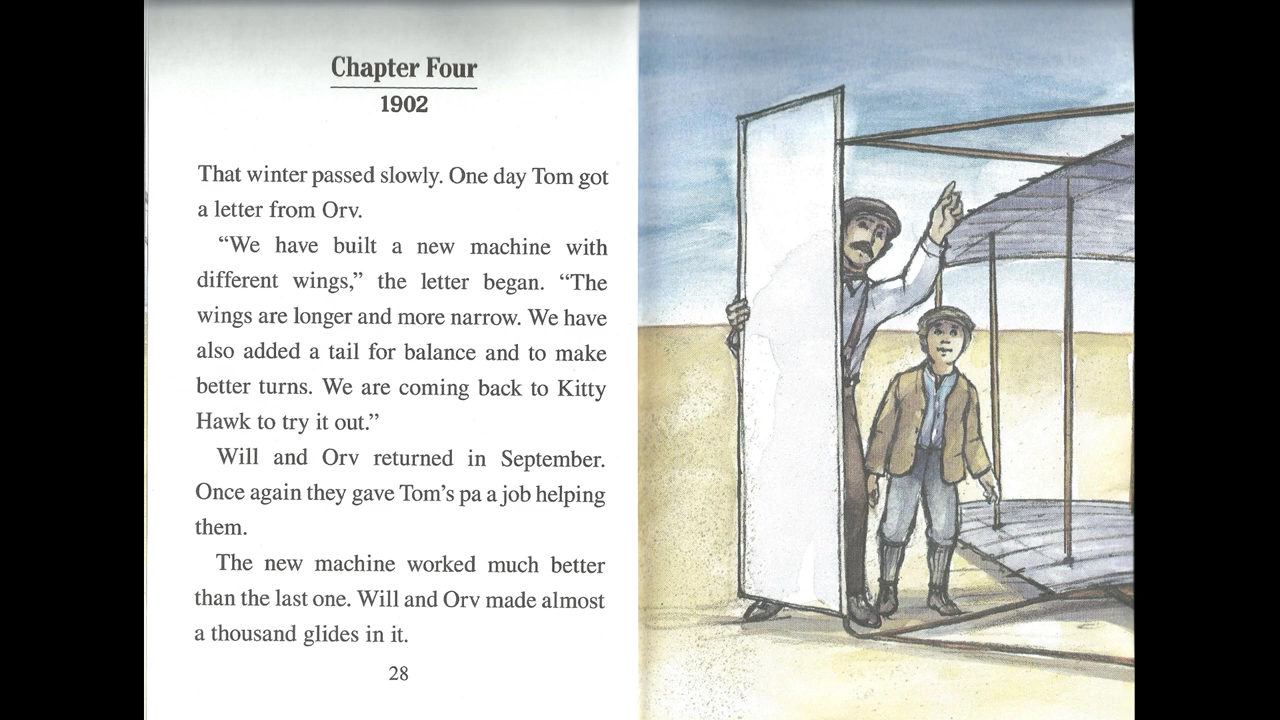 Chapter Four
1902
That winter passed slowly. One day Tom got
a letter from Orv.
“We have built a new machine with
different wings,” the letter began. “The
wings are longer and more narrow. We have
also added a tail for balance and to make
better turns. We are coming back to Kitty
Hawk to try it out.”
Will and Orv returned in September.
Once again they gave Tom’s pa a job helping
them.
The new machine worked much better
than the last one. Will and Orv made almost
a thousand glides in it.
28